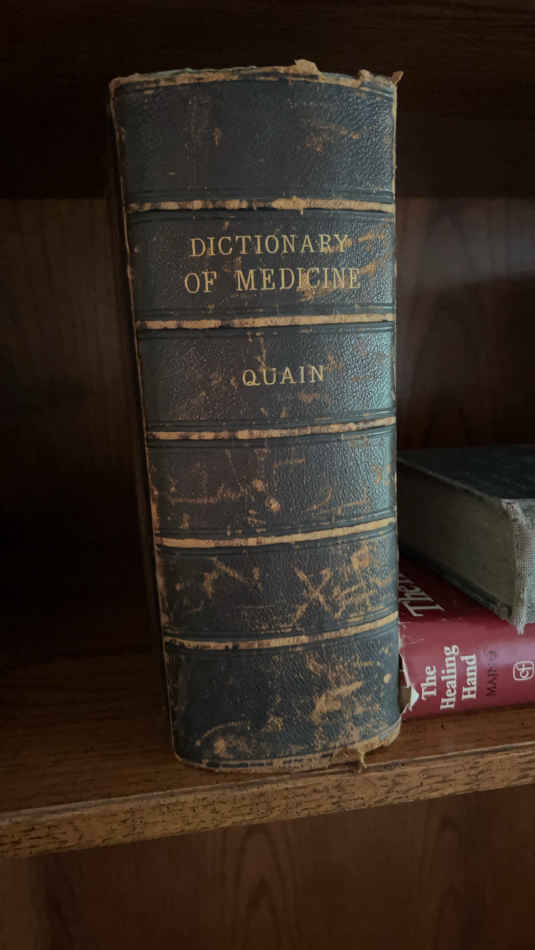 DICTIONARY
OF MEDICINE
QUAIN
The
Healing
Hand